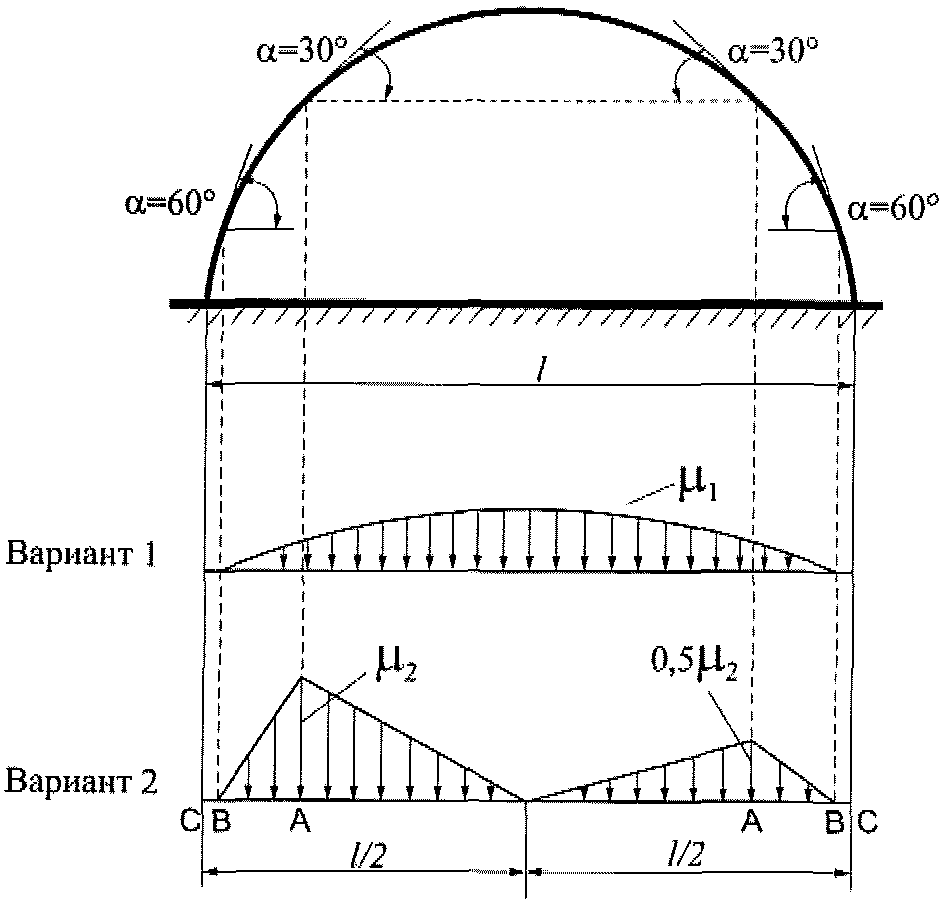 α=30° α=30°
α=60° α=60°
l
μ₁
Вариант 1
μ₂ 0,5μ₂
Вариант 2
C B A A B C
l/2 l/2